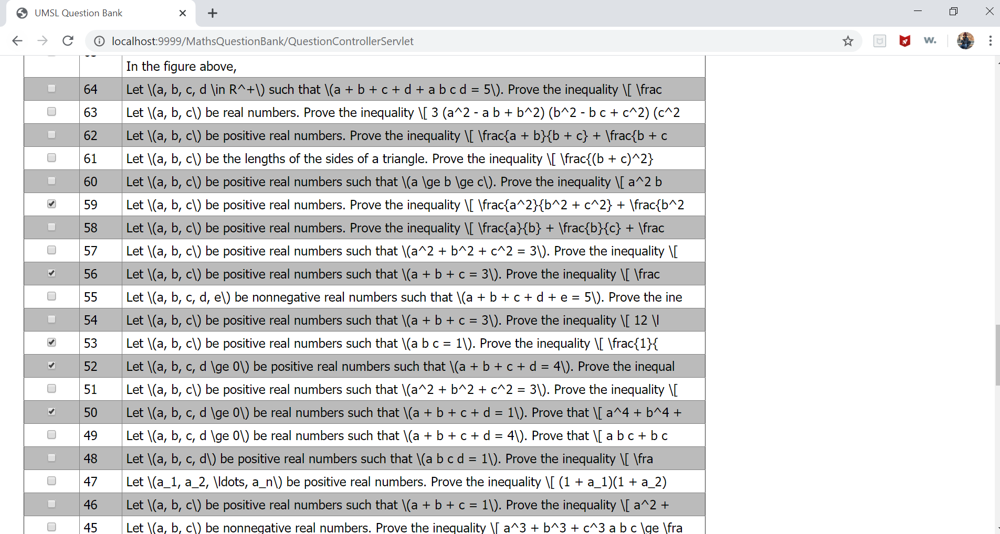 UMSL Question Bank
localhost:9999/MathsQuestionBank/QuestionControllerServlet
w.
In the figure above,
64 Let \(a, b, c, d \in R^+\) such that \(a + b + c + d + a b c d = 5\). Prove the inequality \[ \frac
63 Let \(a, b, c\) be real numbers. Prove the inequality \[ 3 (a^2 - a b + b^2) (b^2 - b c + c^2) (c^2
62 Let \(a, b, c\) be positive real numbers. Prove the inequality \[ \frac{a + b}{b + c} + \frac{b + c
61 Let \(a, b, c\) be the lengths of the sides of a triangle. Prove the inequality \[ \frac{(b + c)^2}
60 Let \(a, b, c\) be positive real numbers such that \(a \ge b \ge c\). Prove the inequality \[ a^2 b
59 Let \(a, b, c\) be positive real numbers. Prove the inequality \[ \frac{a^2}{b^2 + c^2} + \frac{b^2
58 Let \(a, b, c\) be positive real numbers. Prove the inequality \[ \frac{a}{b} + \frac{b}{c} + \frac
57 Let \(a, b, c\) be positive real numbers such that \(a^2 + b^2 + c^2 = 3\). Prove the inequality \[
56 Let \(a, b, c\) be positive real numbers such that \(a + b + c = 3\). Prove the inequality \[ \frac
55 Let \(a, b, c, d, e\) be nonnegative real numbers such that \(a + b + c + d + e = 5\). Prove the ine
54 Let \(a, b, c\) be positive real numbers such that \(a + b + c = 3\). Prove the inequality \[ 12 \l
53 Let \(a, b, c\) be positive real numbers such that \(a b c = 1\). Prove the inequality \[ \frac{1}{
52 Let \(a, b, c, d \ge 0\) be positive real numbers such that \(a + b + c + d = 4\). Prove the inequal
51 Let \(a, b, c\) be positive real numbers such that \(a^2 + b^2 + c^2 = 3\). Prove the inequality \[
50 Let \(a, b, c, d \ge 0\) be real numbers such that \(a + b + c + d = 1\). Prove that \[ a^4 + b^4 +
49 Let \(a, b, c, d \ge 0\) be real numbers such that \(a + b + c + d = 4\). Prove that \[ a b c + b c
48 Let \(a, b, c, d\) be positive real numbers such that \(a b c d = 1\). Prove the inequality \[ \fra
47 Let \(a_1, a_2, \ldots, a_n\) be positive real numbers. Prove the inequality \[ (1 + a_1)(1 + a_2)
46 Let \(a, b, c\) be positive real numbers such that \(a + b + c = 1\). Prove the inequality \[ a^2 +
45 Let \(a, b, c\) be nonnegative real numbers. Prove the inequality \[ a^3 + b^3 + c^3 a b c \ge \fra